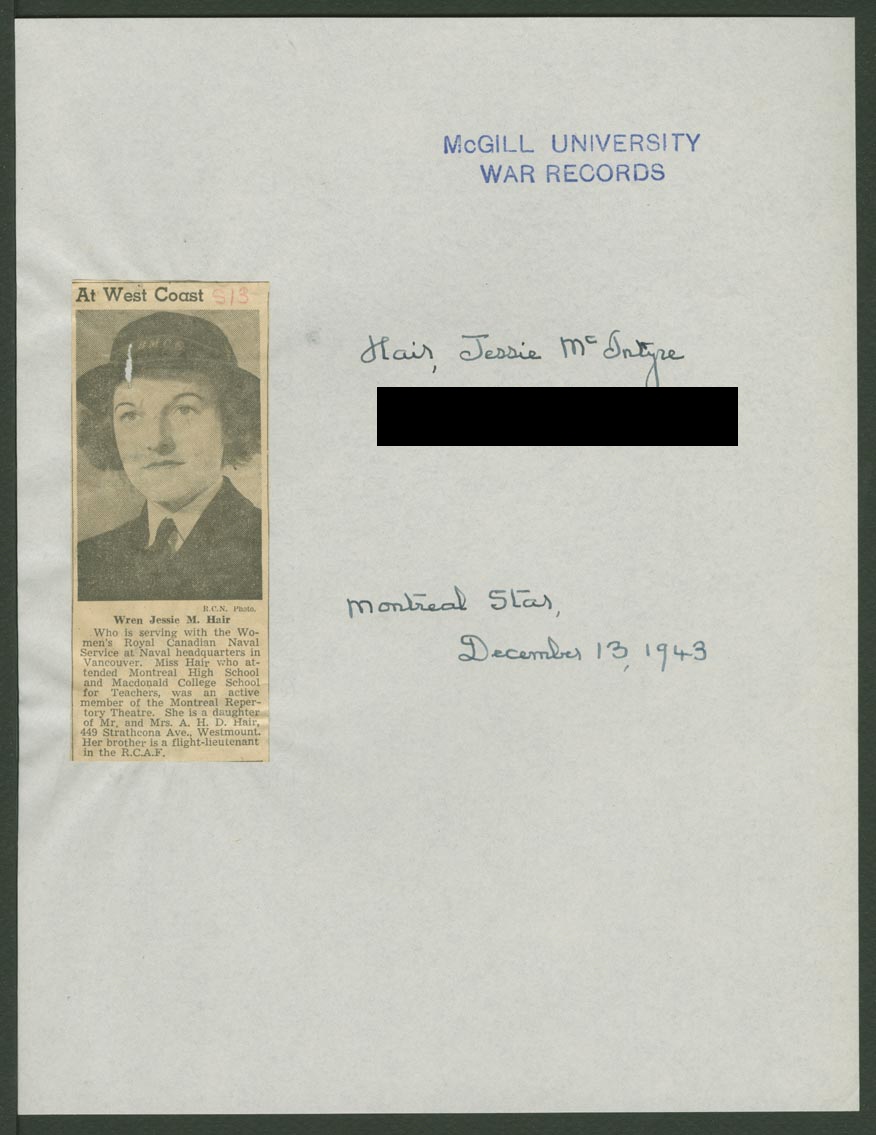 McGILL UNIVERSITY
WAR RECORDS
At West Coast S13
Hair, Jessie Mc Intyre
R.C.N. Photo.
Wren Jessie M. Hair
Who is serving with the Wo-
men's Royal Canadian Naval
Service at Naval headquarters in
Vancouver. Miss Hair who at-
tended Montreal High School
and Macdonald College School
for Teachers, was an active
member of the Montreal Reper-
tory Theatre. She is a daughter
of Mr, and Mrs. A. H. D. Hair,
449 Strathcona Ave., Westmount.
Her brother is a flight-lieutenant
in the R.C.A.F.
Montreal Star,
December 13, 1943